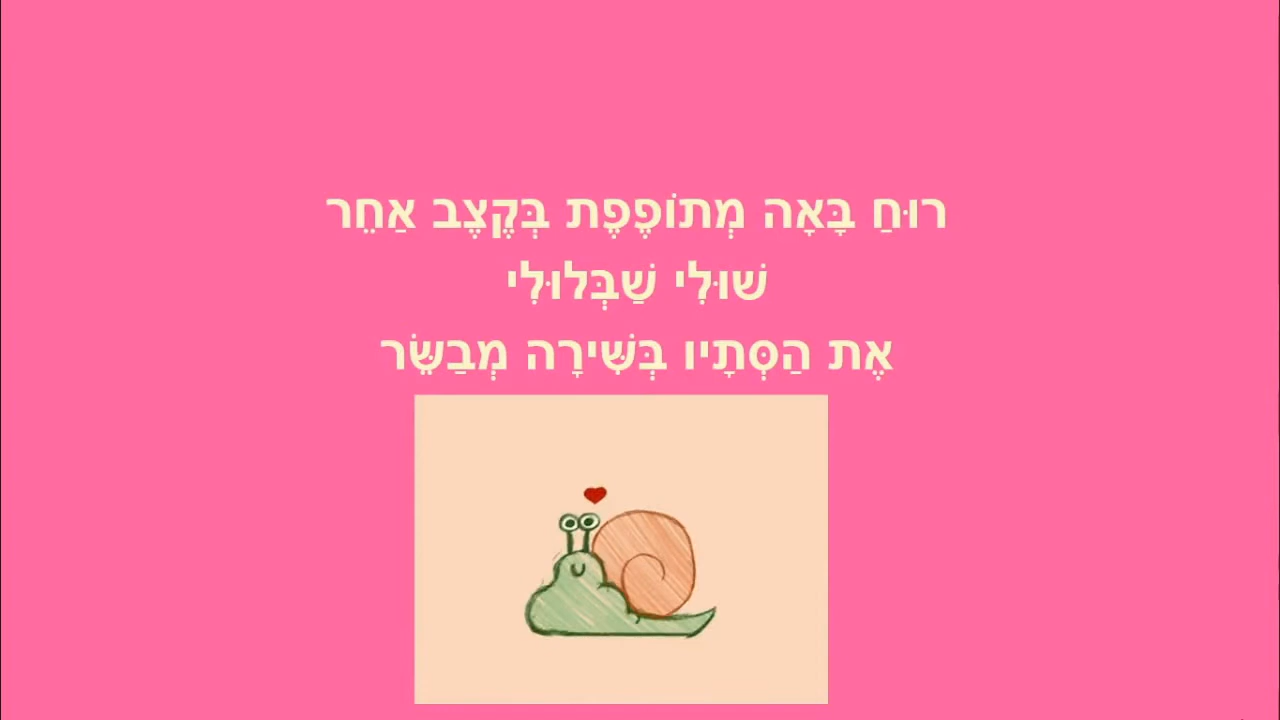 רוּחַ בָּאָה מְתוֹפֶפֶת בְּקֶצֶב אַחֵר
שׁוּלִי שַׁבְּלוּלִי
אֶת הַסְּתָיו בְּשִׁירָה מְבַשֵּׂר